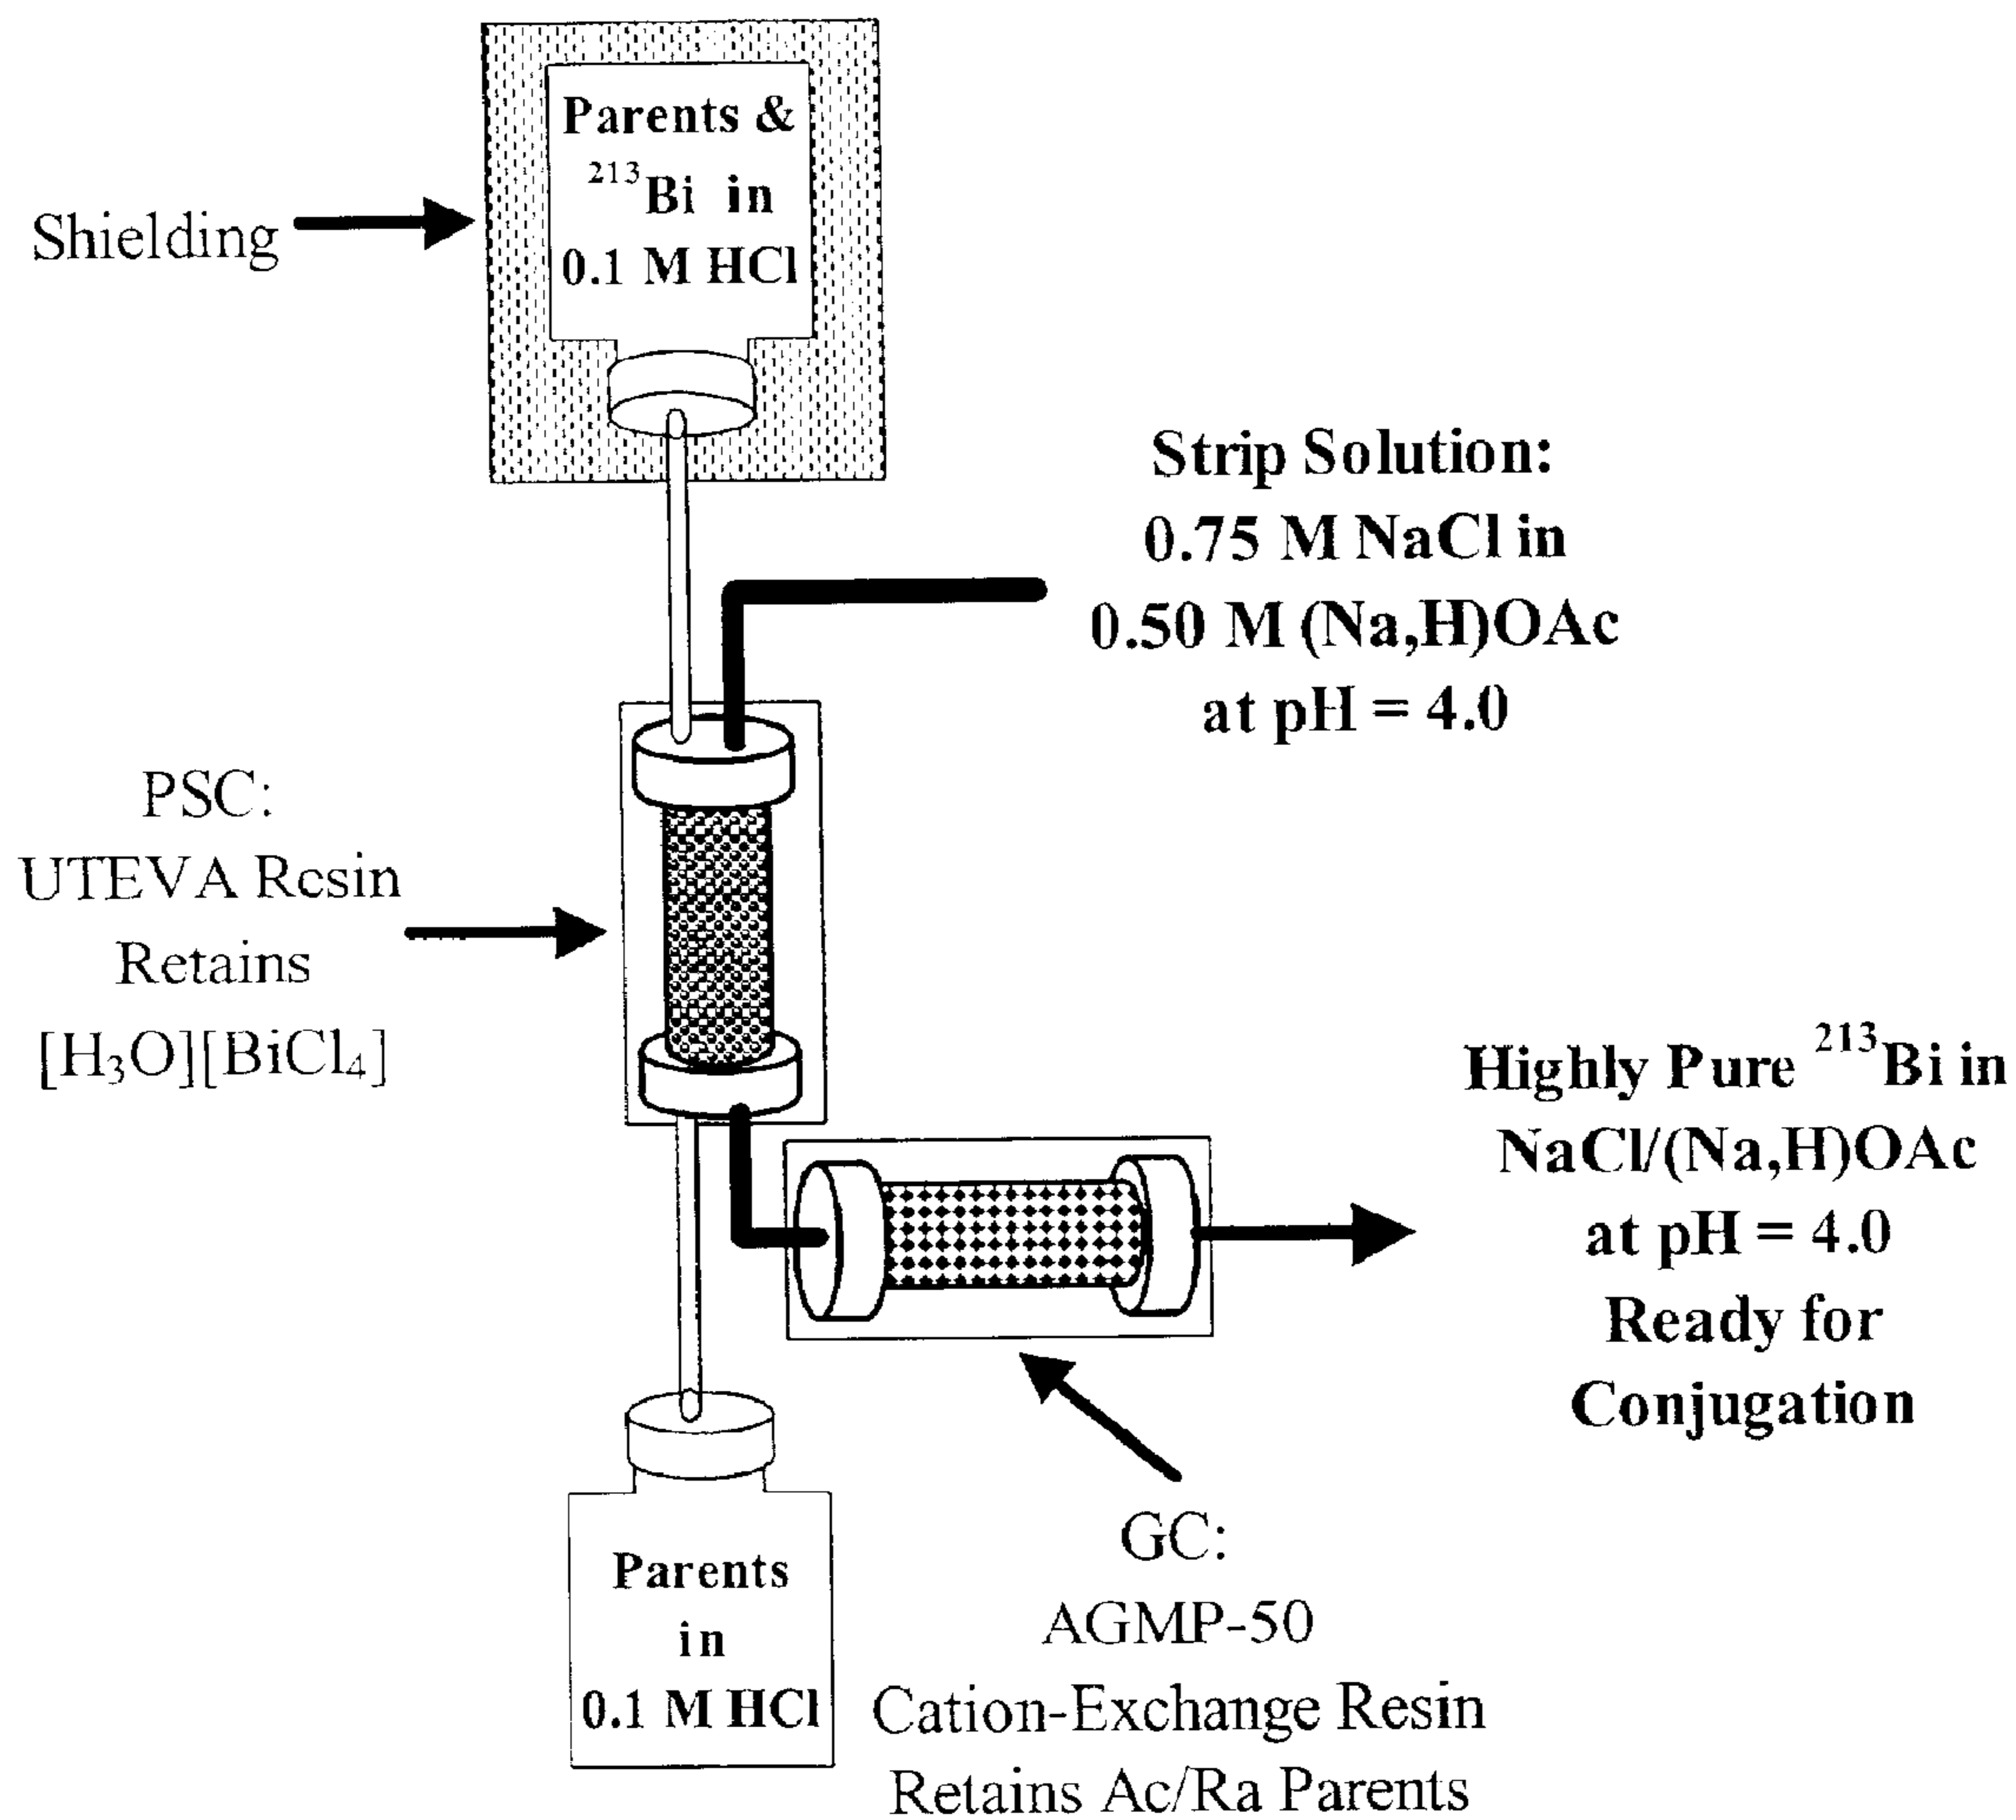 Parents &
²¹³Bi in
0.1 M HCl
Shielding
Strip Solution:
0.75 M NaCl in
0.50 M (Na,H)OAc
at pH = 4.0
PSC:
UTEVA Resin
Retains
[H₃O][BiCl₄]
Highly Pure ²¹³Bi in
NaCl/(Na,H)OAc
at pH = 4.0
Ready for
Conjugation
GC:
AGMP-50
Cation-Exchange Resin
Retains Ac/Ra Parents
Parents
in
0.1 M HCl